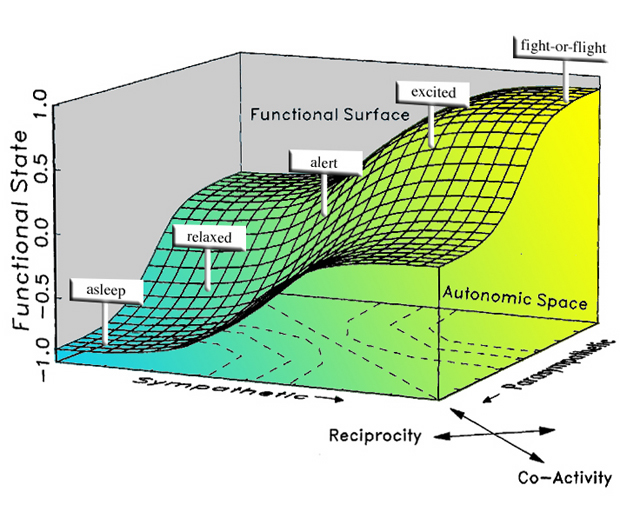 fight-or-flight
excited
Functional Surface
alert
relaxed
asleep
Functional State
1.0
0.5
0.0
−0.5
−1.0
Autonomic Space
Sympathetic →
← Parasympathetic
Reciprocity
Co−Activity